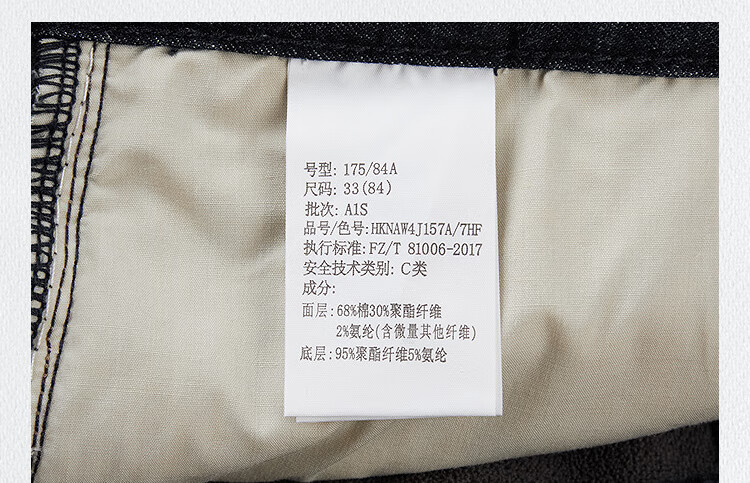 号型: 175/84A
尺码: 33(84)
批次: A1S
品号/色号:HKNAW4J157A/7HF
执行标准:FZ/T 81006-2017
安全技术类别: C类
成分:
面层:68%棉30%聚酯纤维
2%氨纶(含微量其他纤维)
底层:95%聚酯纤维5%氨纶